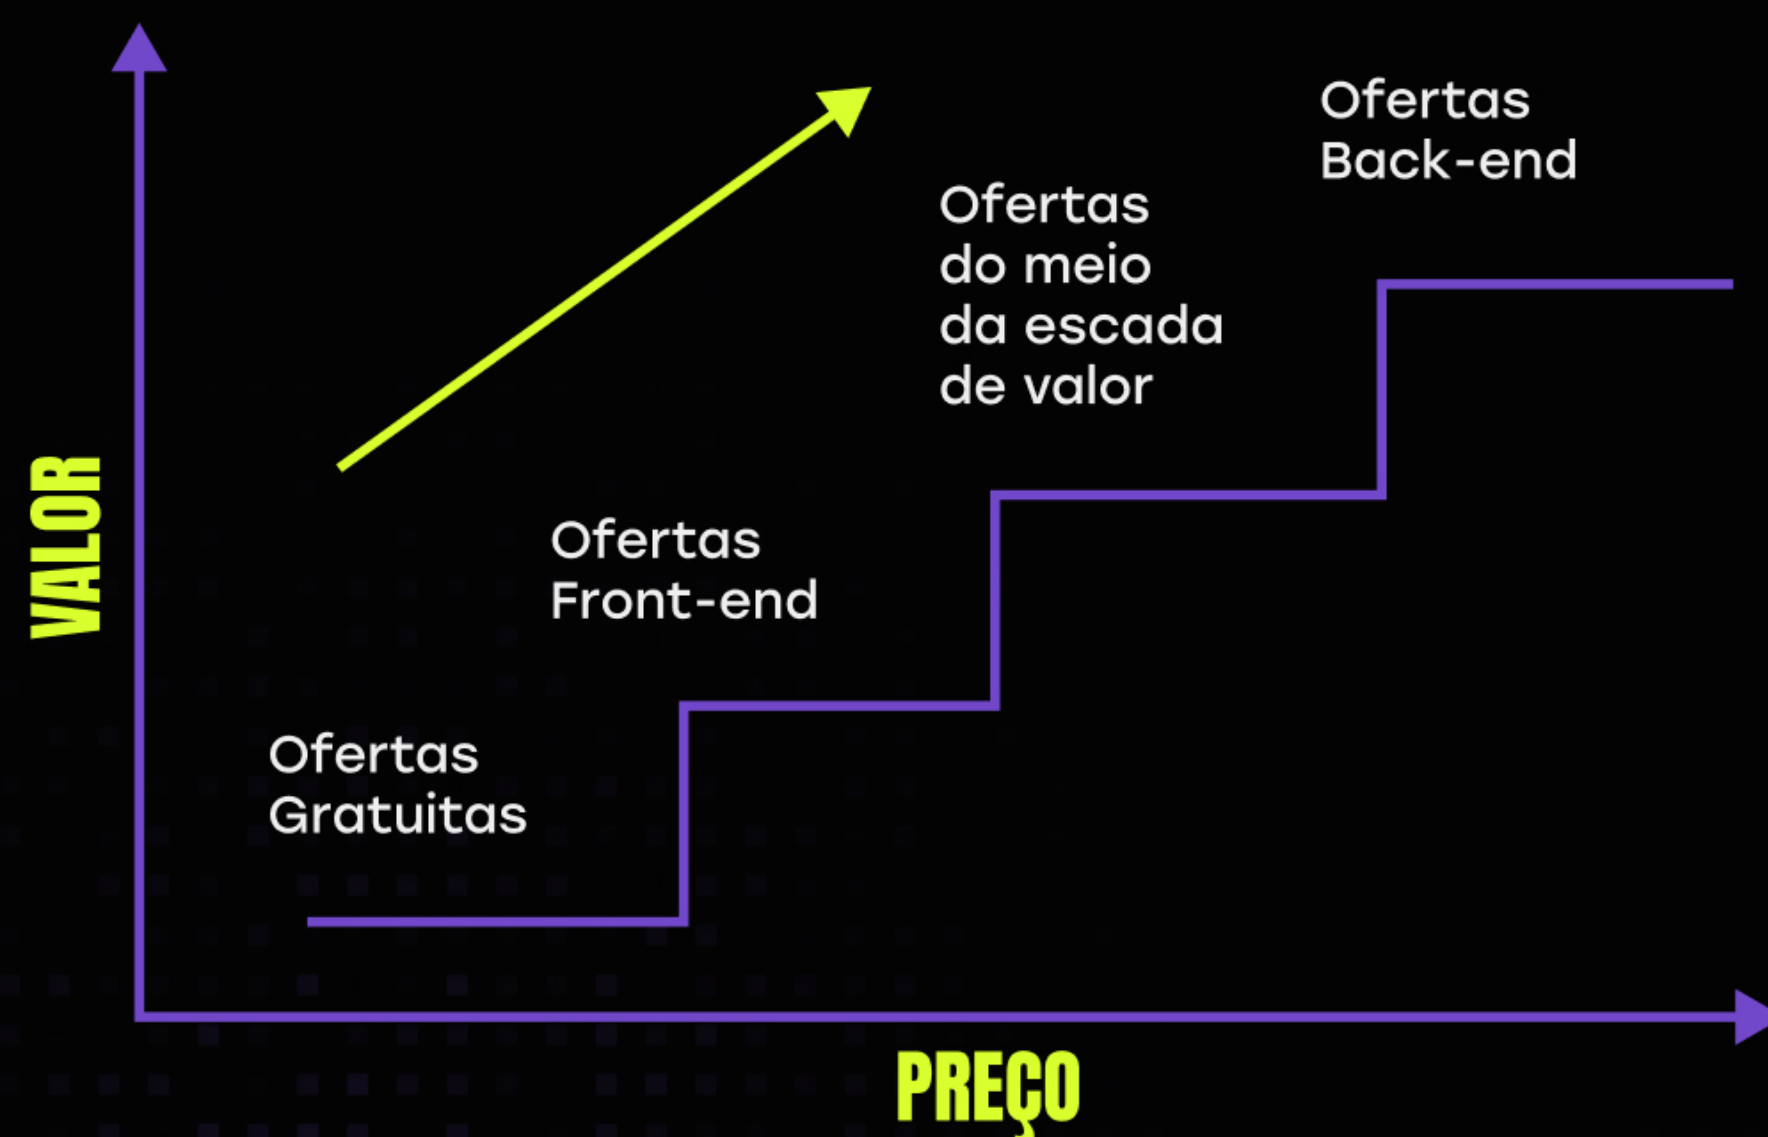 Ofertas
Back-end
Ofertas
do meio
da escada
de valor
Ofertas
Front-end
Ofertas
Gratuitas
VALOR
PREÇO